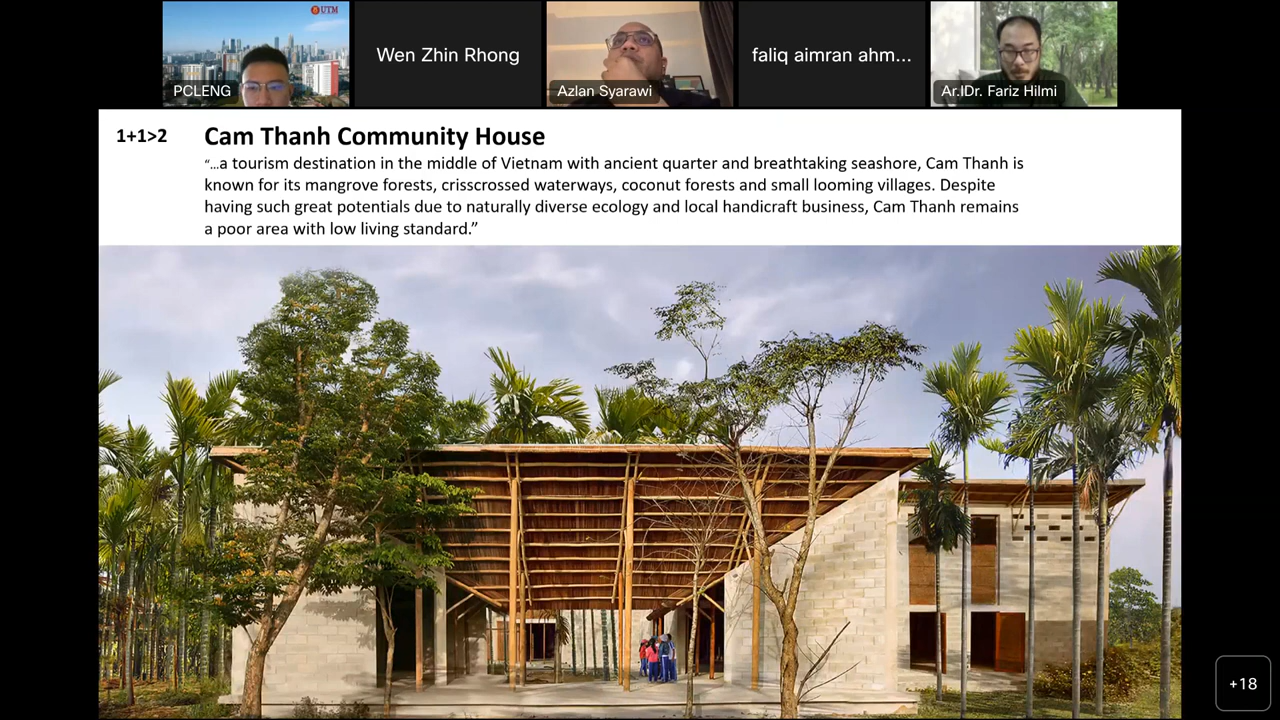 UTM
PCLENG
Wen Zhin Rhong
Azlan Syarawi
faliq aimran ahm...
Ar.IDr. Fariz Hilmi
1+1>2
Cam Thanh Community House
“…a tourism destination in the middle of Vietnam with ancient quarter and breathtaking seashore, Cam Thanh is
known for its mangrove forests, crisscrossed waterways, coconut forests and small looming villages. Despite
having such great potentials due to naturally diverse ecology and local handicraft business, Cam Thanh remains
a poor area with low living standard.”
+18